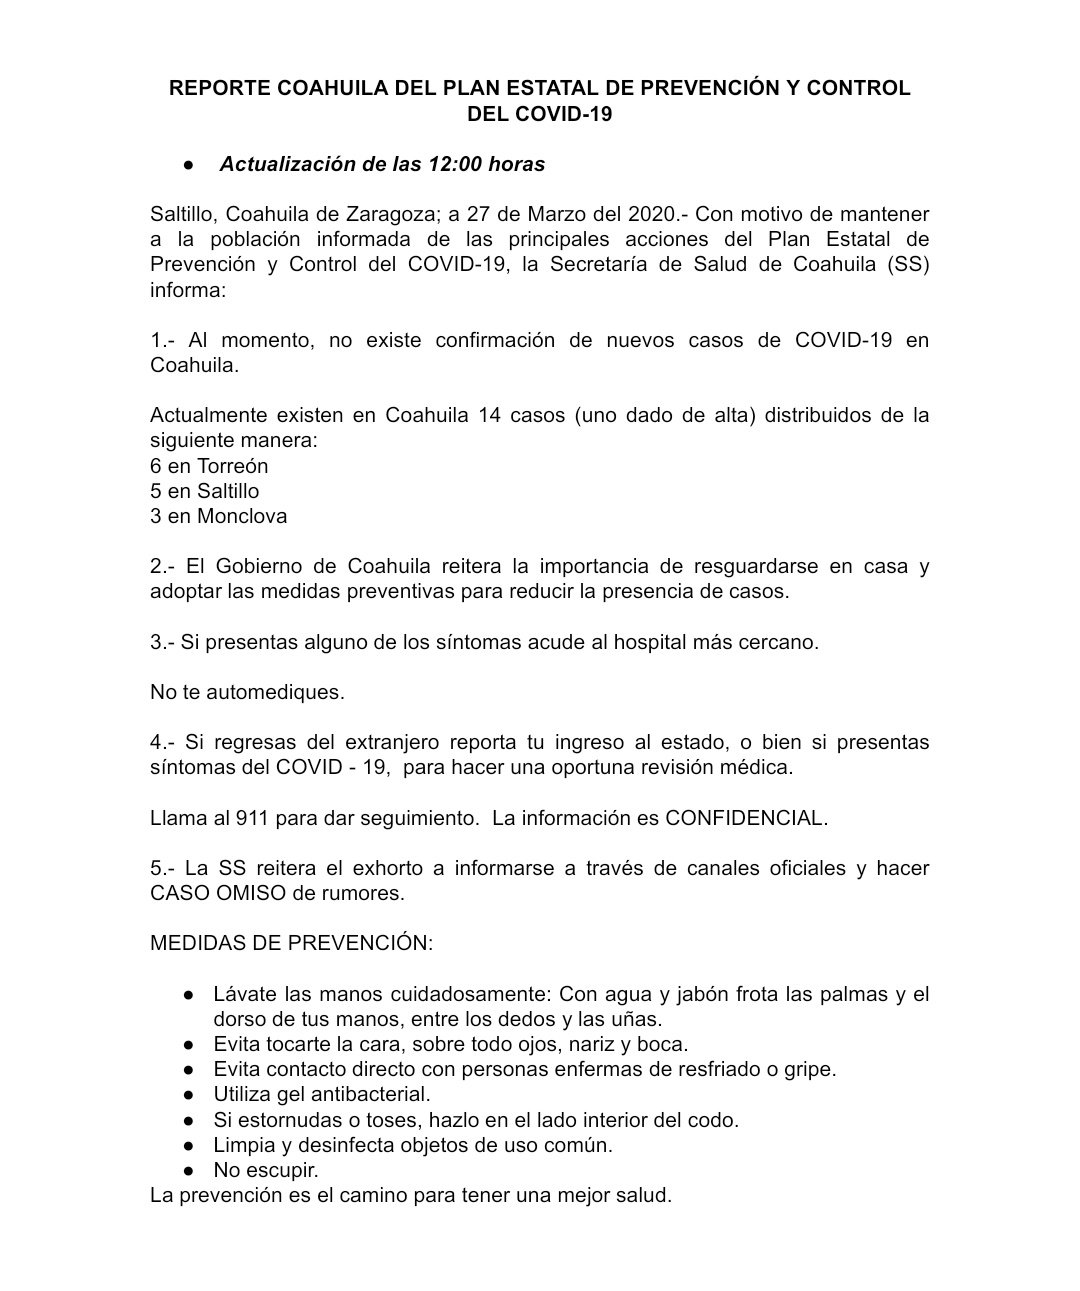 REPORTE COAHUILA DEL PLAN ESTATAL DE PREVENCIÓN Y CONTROL
DEL COVID-19
● Actualización de las 12:00 horas
Saltillo, Coahuila de Zaragoza; a 27 de Marzo del 2020.- Con motivo de mantener
a la población informada de las principales acciones del Plan Estatal de
Prevención y Control del COVID-19, la Secretaría de Salud de Coahuila (SS)
informa:
1.- Al momento, no existe confirmación de nuevos casos de COVID-19 en
Coahuila.
Actualmente existen en Coahuila 14 casos (uno dado de alta) distribuidos de la
siguiente manera:
6 en Torreón
5 en Saltillo
3 en Monclova
2.- El Gobierno de Coahuila reitera la importancia de resguardarse en casa y
adoptar las medidas preventivas para reducir la presencia de casos.
3.- Si presentas alguno de los síntomas acude al hospital más cercano.
No te automediques.
4.- Si regresas del extranjero reporta tu ingreso al estado, o bien si presentas
síntomas del COVID - 19,  para hacer una oportuna revisión médica.
Llama al 911 para dar seguimiento.  La información es CONFIDENCIAL.
5.- La SS reitera el exhorto a informarse a través de canales oficiales y hacer
CASO OMISO de rumores.
MEDIDAS DE PREVENCIÓN:
● Lávate las manos cuidadosamente: Con agua y jabón frota las palmas y el
dorso de tus manos, entre los dedos y las uñas.
● Evita tocarte la cara, sobre todo ojos, nariz y boca.
● Evita contacto directo con personas enfermas de resfriado o gripe.
● Utiliza gel antibacterial.
● Si estornudas o toses, hazlo en el lado interior del codo.
● Limpia y desinfecta objetos de uso común.
● No escupir.
La prevención es el camino para tener una mejor salud.